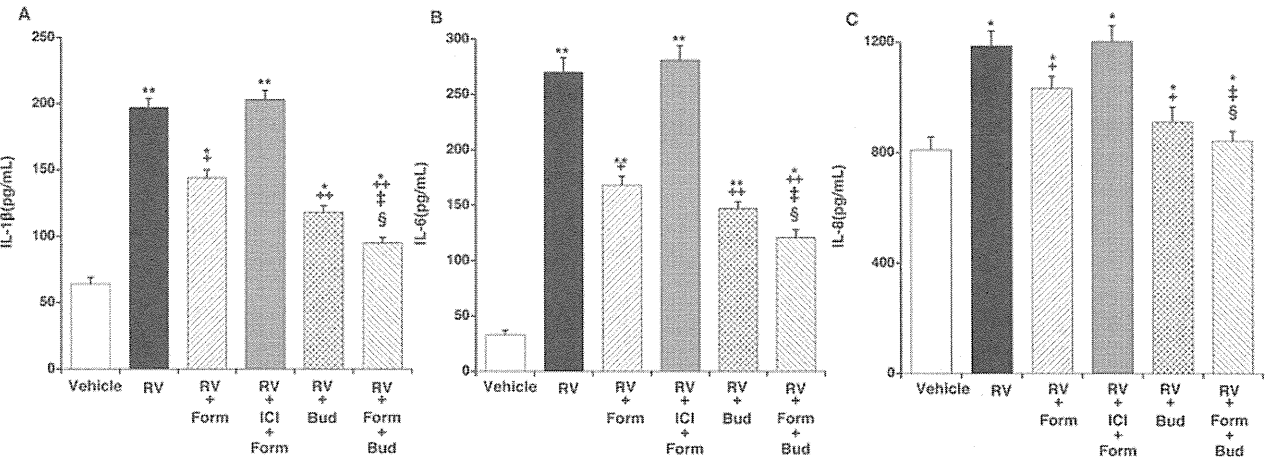 A
IL-1β(pg/mL)
250
200
150
100
50
0
**
*
+
**
*
++
*
++
‡
§
Vehicle
RV
RV
+
Form
RV
+
ICI
+
Form
RV
+
Bud
RV
+
Form
+
Bud
B
IL-6(pg/mL)
300
250
200
150
100
50
0
**
**
+
**
**
++
*
++
‡
§
Vehicle
RV
RV
+
Form
RV
+
ICI
+
Form
RV
+
Bud
RV
+
Form
+
Bud
C
IL-8(pg/mL)
1200
800
400
0
*
*
+
*
*
+
*
‡
§
Vehicle
RV
RV
+
Form
RV
+
ICI
+
Form
RV
+
Bud
RV
+
Form
+
Bud